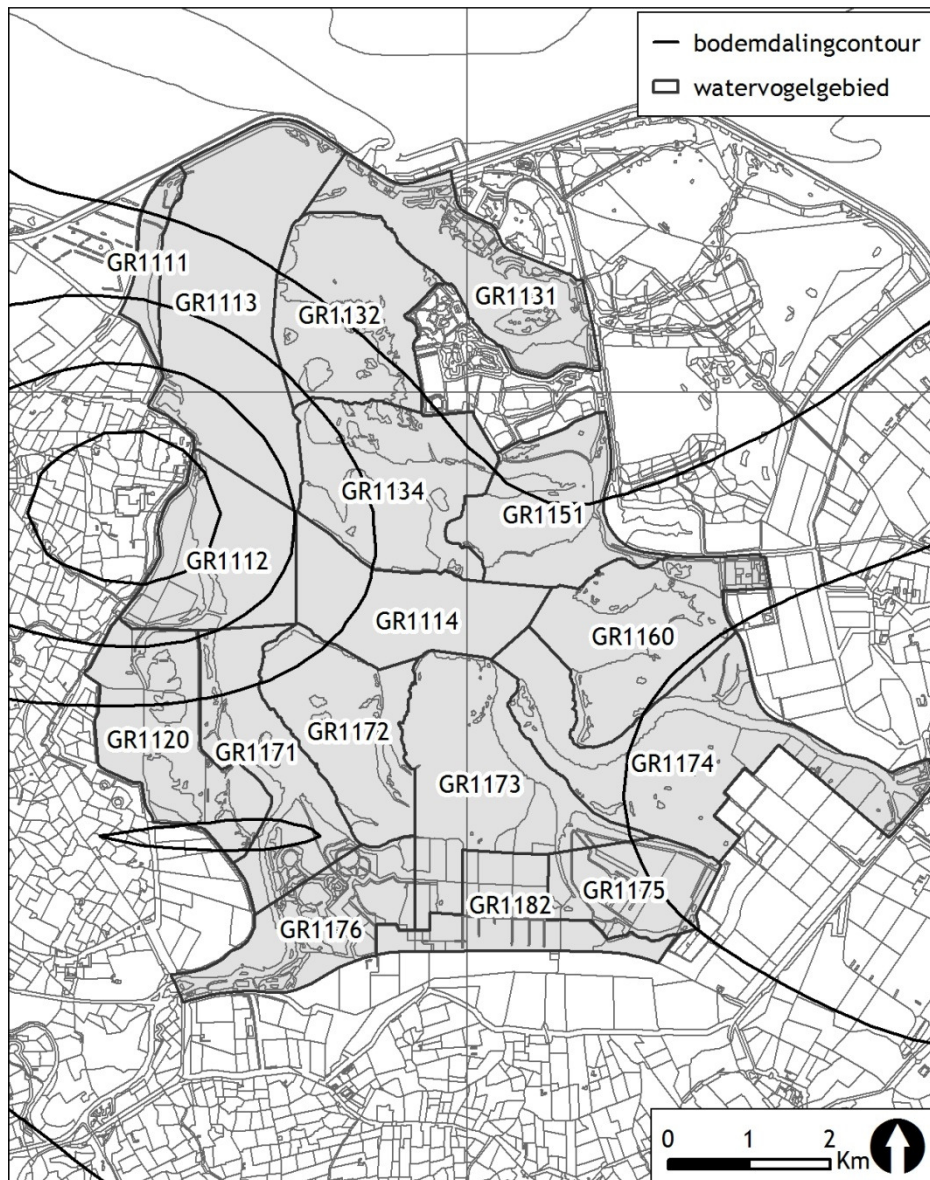 bodemdalingcontour
watervogelgebied
GR1111
GR1113
GR1131
GR1132
GR1134
GR1151
GR1112
GR1114
GR1160
GR1120
GR1171
GR1172
GR1173
GR1174
GR1175
GR1182
GR1176
0 1 2
Km